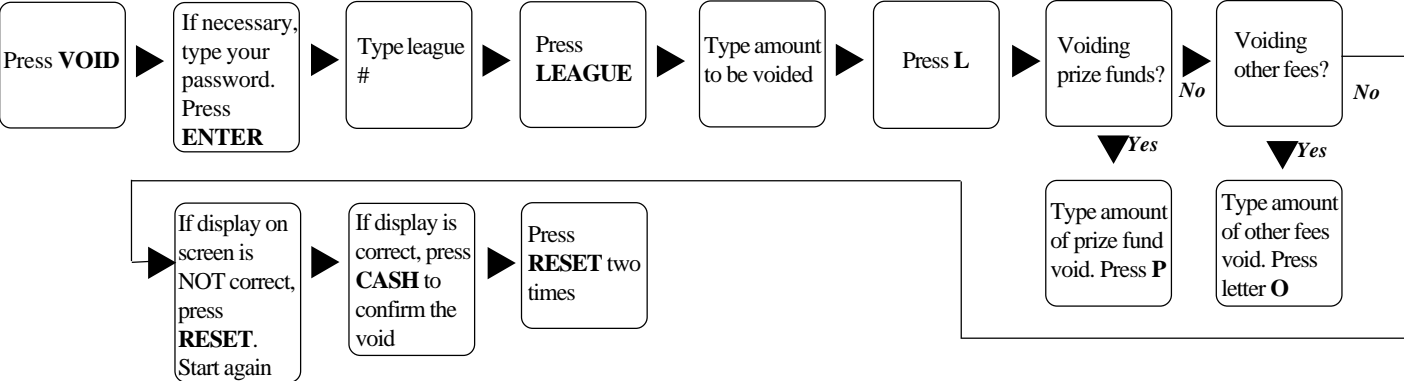 Press VOID
If necessary,
type your
password.
Press
ENTER
Type league
#
Press
LEAGUE
Type amount
to be voided
Press L
Voiding
prize funds?
No
Voiding
other fees?
No
Yes
Type amount
of prize fund
void. Press P
Yes
Type amount
of other fees
void. Press
letter O
If display on
screen is
NOT correct,
press
RESET.
Start again
If display is
correct, press
CASH to
confirm the
void
Press
RESET two
times